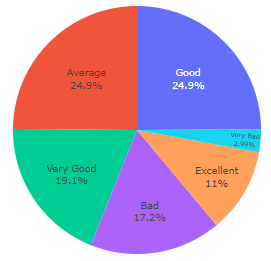 Average
24.9%
Good
24.9%
Very Bad
2.99%
Very Good
19.1%
Excellent
11%
Bad
17.2%